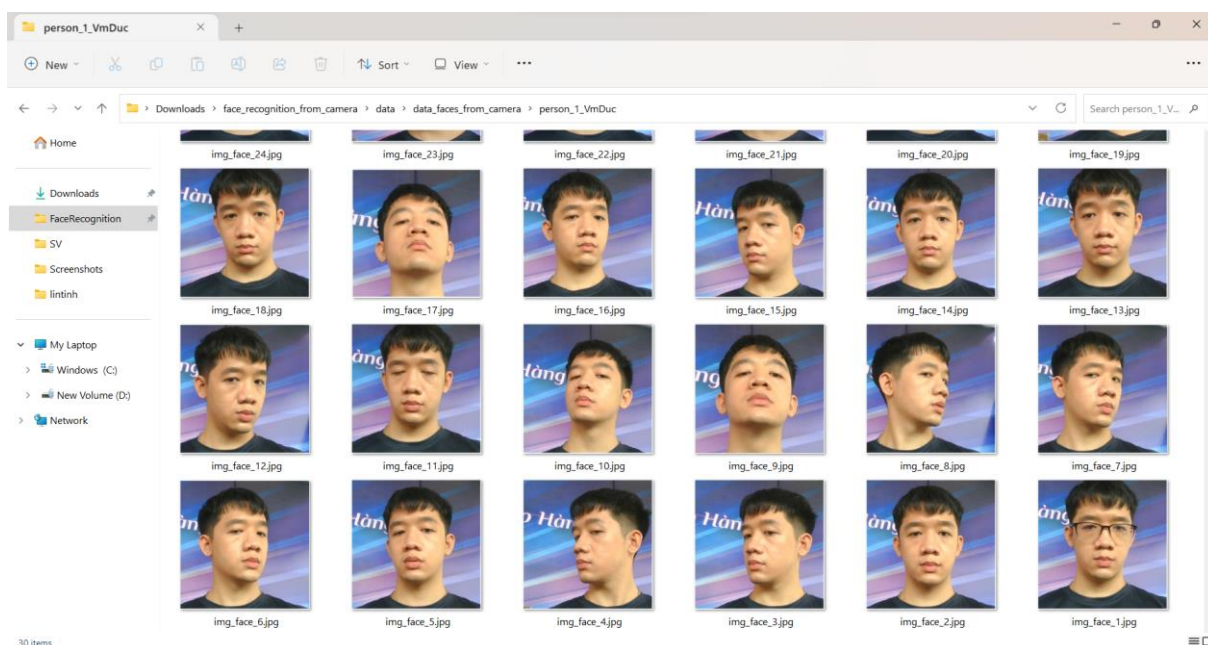 person_1_VmDuc
New
Sort
View
Downloads > face_recognition_from_camera > data > data_faces_from_camera > person_1_VmDuc
Search person_1_V...
Home
Downloads
FaceRecognition
SV
Screenshots
lintinh
My Laptop
Windows (C:)
New Volume (D:)
Network
img_face_24.jpg
img_face_23.jpg
img_face_22.jpg
img_face_21.jpg
img_face_20.jpg
img_face_19.jpg
img_face_18.jpg
img_face_17.jpg
img_face_16.jpg
img_face_15.jpg
img_face_14.jpg
img_face_13.jpg
img_face_12.jpg
img_face_11.jpg
img_face_10.jpg
img_face_9.jpg
img_face_8.jpg
img_face_7.jpg
img_face_6.jpg
img_face_5.jpg
img_face_4.jpg
img_face_3.jpg
img_face_2.jpg
img_face_1.jpg
30 items